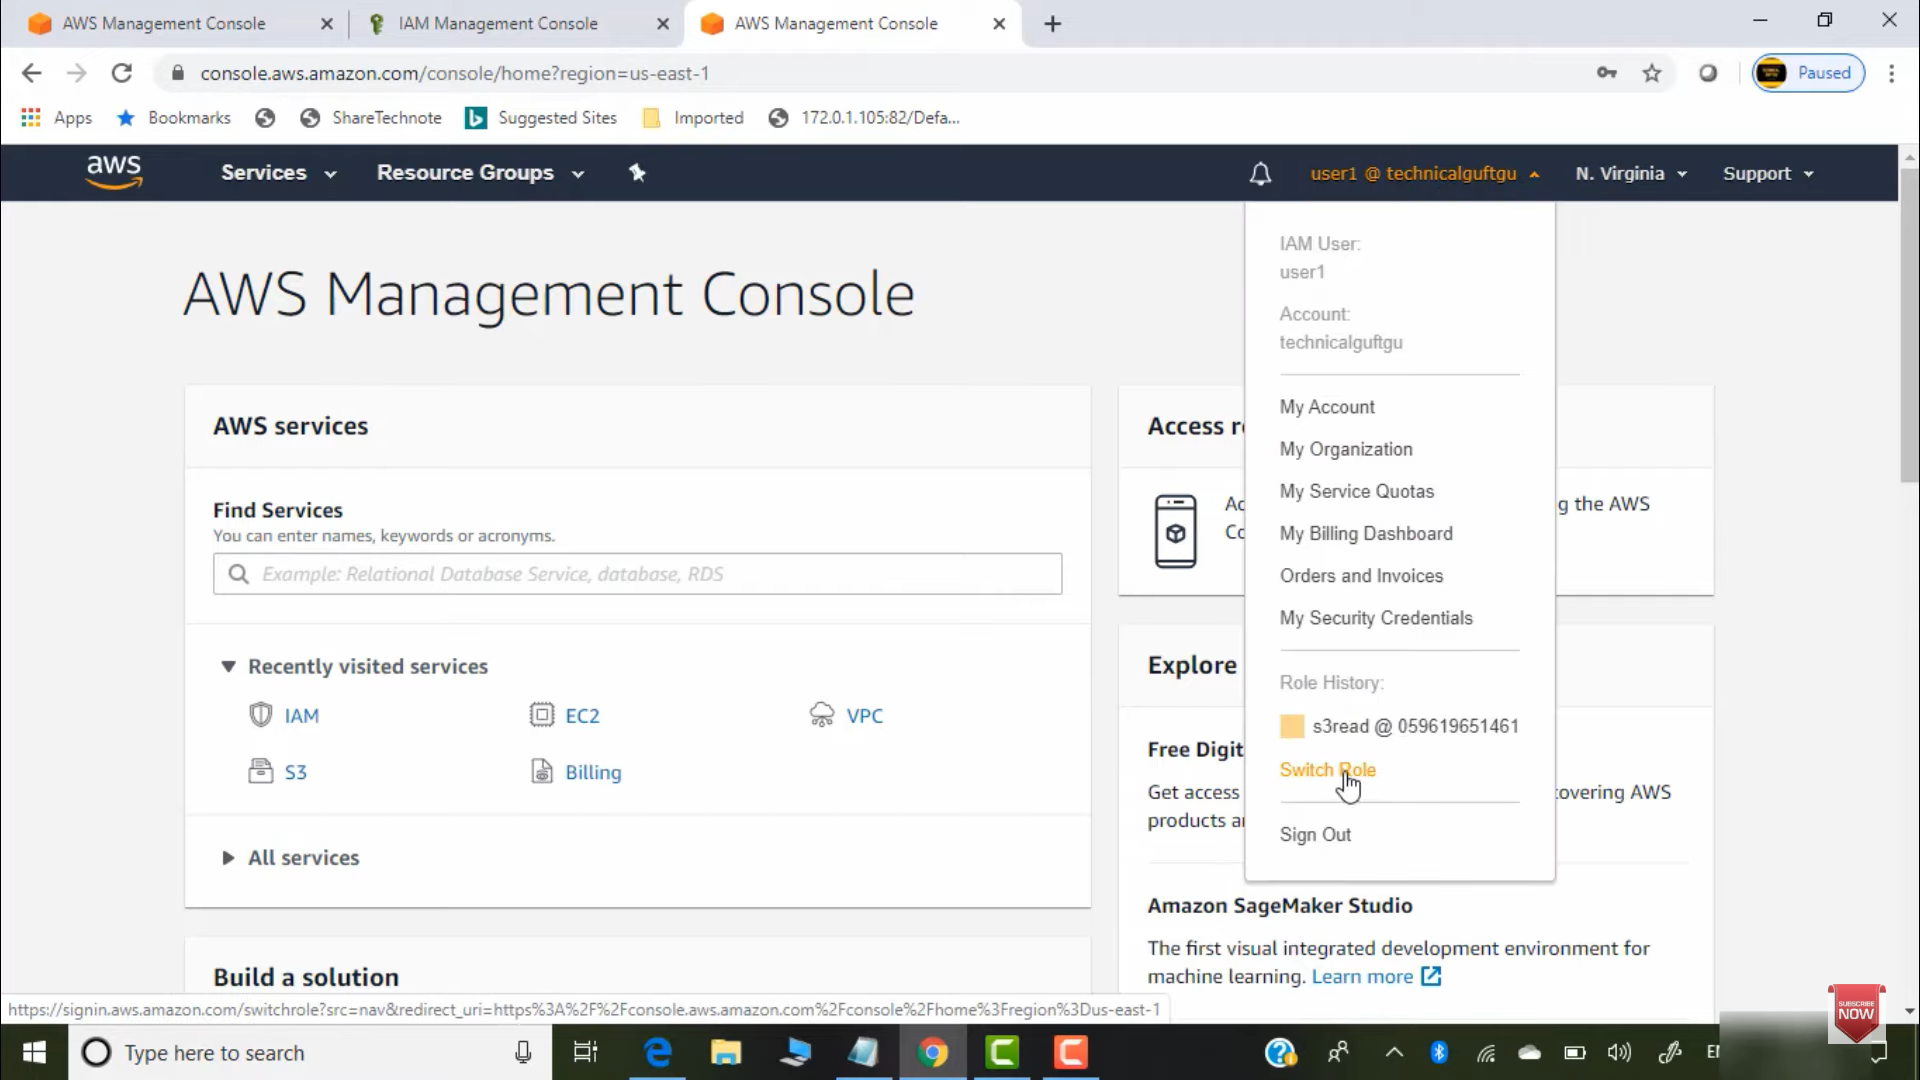 AWS Management Console
IAM Management Console
AWS Management Console
console.aws.amazon.com/console/home?region=us-east-1
Paused
Apps
Bookmarks
ShareTechnote
Suggested Sites
Imported
172.0.1.105:82/Defa...
aws
Services
Resource Groups
user1 @ technicalguftgu
N. Virginia
Support
AWS Management Console
IAM User:
user1
Account:
technicalguftgu
My Account
My Organization
My Service Quotas
My Billing Dashboard
Orders and Invoices
My Security Credentials
Role History:
s3read @ 059619651461
Switch Role
Sign Out
AWS services
Find Services
You can enter names, keywords or acronyms.
Example: Relational Database Service, database, RDS
Recently visited services
IAM
EC2
VPC
S3
Billing
All services
Build a solution
Access r
Ac
g the AWS
Co
Explore
Free Digit
Get access
covering AWS
products a
Amazon SageMaker Studio
The first visual integrated development environment for
machine learning. Learn more
https://signin.aws.amazon.com/switchrole?src=nav&redirect_uri=https%3A%2F%2Fconsole.aws.amazon.com%2Fconsole%2Fhome%3Fregion%3Dus-east-1
SUBSCRIBE
NOW
Type here to search